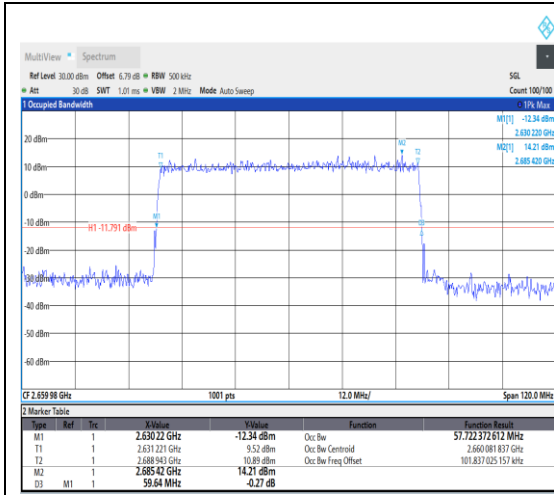 MultiView Spectrum
Ref Level 30.00 dBm Offset 6.79 dB RBW 500 kHz SGL
Att 30 dB SWT 1.01 ms VBW 2 MHz Mode Auto Sweep Count 100/100
1 Occupied Bandwidth 1Pk Max
M1[1] -12.34 dBm
2.630 220 GHz
M2[1] 14.21 dBm
2.685 420 GHz
20 dBm
M2
T1 T2
10 dBm
0 dBm
-10 dBm
M1 D3
H1 -11.791 dBm
-20 dBm
-30 dBm
-40 dBm
-50 dBm
-60 dBm
CF 2.659 98 GHz 1001 pts 12.0 MHz/ Span 120.0 MHz
2 Marker Table
Type Ref Trc X-Value Y-Value Function Function Result
M1 1 2.630 22 GHz -12.34 dBm Occ Bw 57.722 372 612 MHz
T1 1 2.631 221 GHz 9.52 dBm Occ Bw Centroid 2.660 081 837 GHz
T2 1 2.688 943 GHz 10.89 dBm Occ Bw Freq Offset 101.837 025 157 kHz
M2 1 2.685 42 GHz 14.21 dBm
D3 M1 1 59.64 MHz -0.27 dB